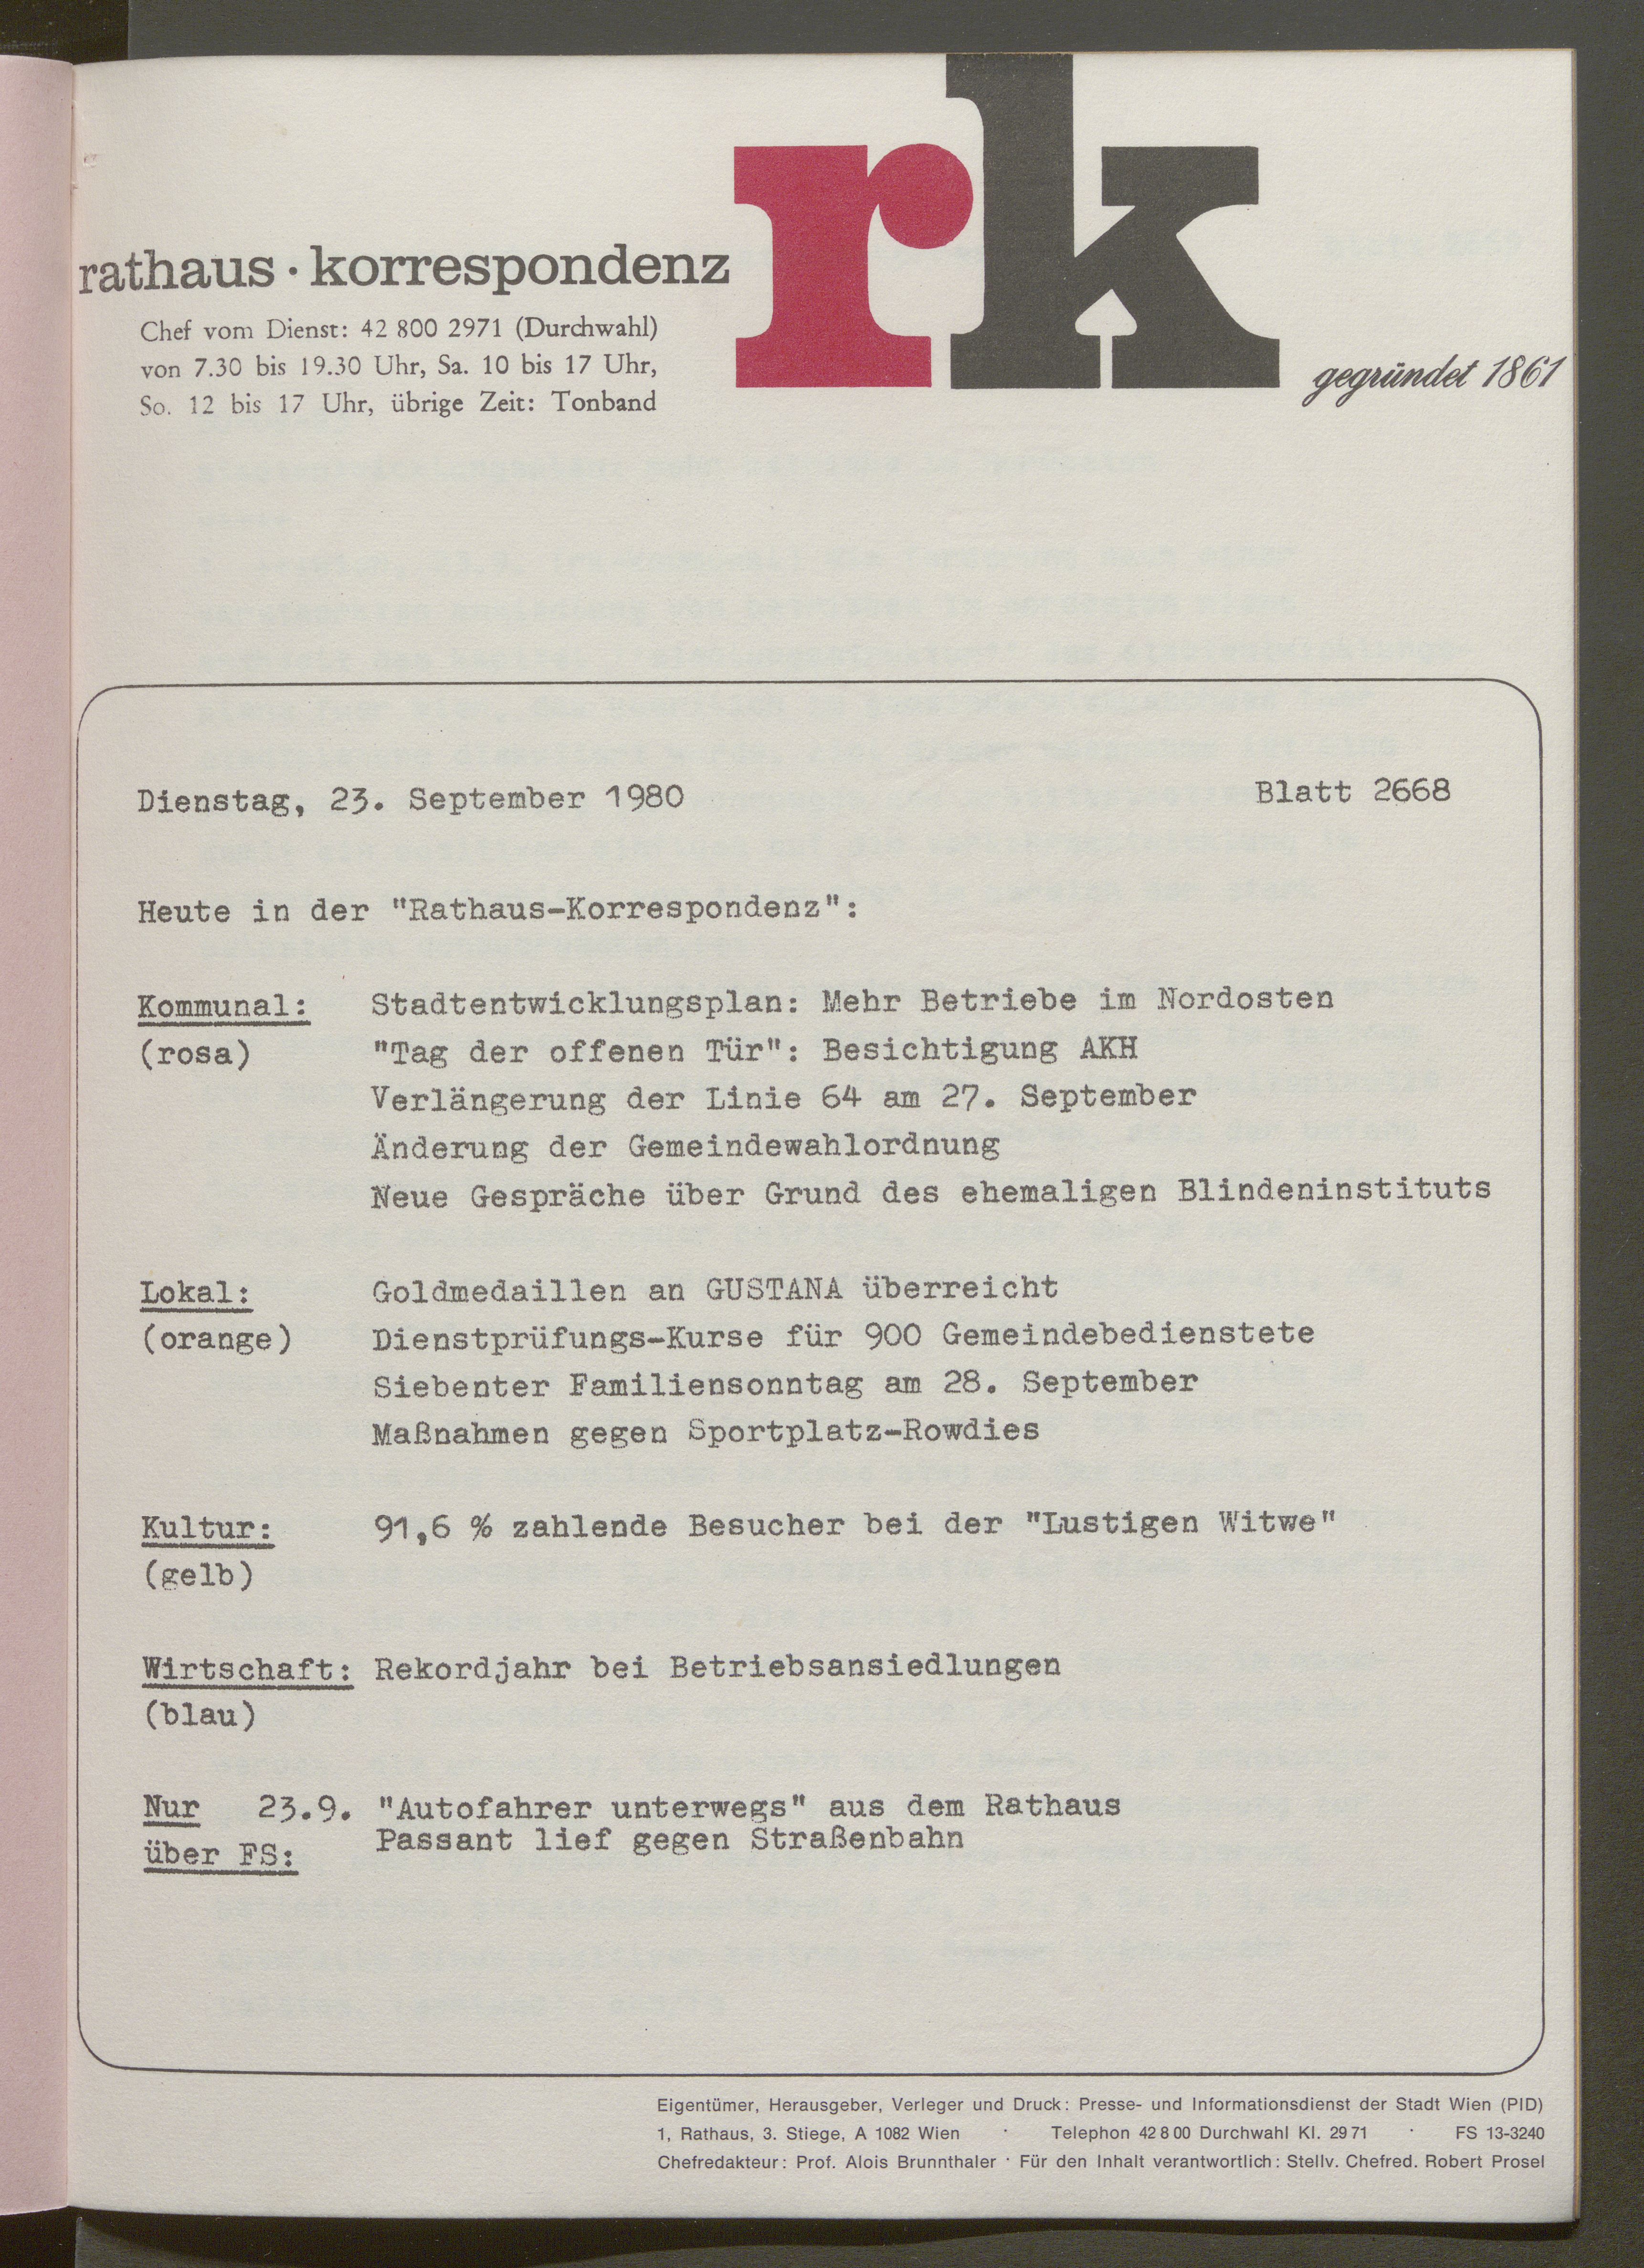 rk
rathaus · korrespondenz
gegründet 1861
Chef vom Dienst: 42 800 2971 (Durchwahl)
von 7.30 bis 19.30 Uhr, Sa. 10 bis 17 Uhr,
So. 12 bis 17 Uhr, übrige Zeit: Tonband
Dienstag, 23. September 1980 Blatt 2668
Heute in der "Rathaus-Korrespondenz":
Kommunal: Stadtentwicklungsplan: Mehr Betriebe im Nordosten
(rosa) "Tag der offenen Tür": Besichtigung AKH
Verlängerung der Linie 64 am 27. September
Änderung der Gemeindewahlordnung
Neue Gespräche über Grund des ehemaligen Blindeninstituts
Lokal: Goldmedaillen an GUSTANA überreicht
(orange) Dienstprüfungs-Kurse für 900 Gemeindebedienstete
Siebenter Familiensonntag am 28. September
Maßnahmen gegen Sportplatz-Rowdies
Kultur: 91,6 % zahlende Besucher bei der "Lustigen Witwe"
(gelb)
Wirtschaft: Rekordjahr bei Betriebsansiedlungen
(blau)
Nur 23.9. "Autofahrer unterwegs" aus dem Rathaus
über FS: Passant lief gegen Straßenbahn
Eigentümer, Herausgeber, Verleger und Druck: Presse- und Informationsdienst der Stadt Wien (PID)
1, Rathaus, 3. Stiege, A 1082 Wien · Telephon 42 8 00 Durchwahl Kl. 29 71 · FS 13-3240
Chefredakteur: Prof. Alois Brunnthaler · Für den Inhalt verantwortlich: Stellv. Chefred. Robert Prosel